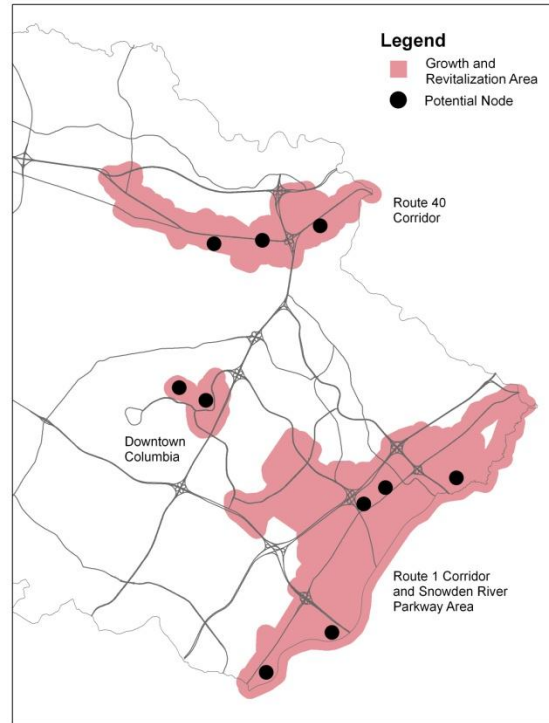 Legend
Growth and
Revitalization Area
Potential Node
Route 40
Corridor
Downtown
Columbia
Route 1 Corridor
and Snowden River
Parkway Area